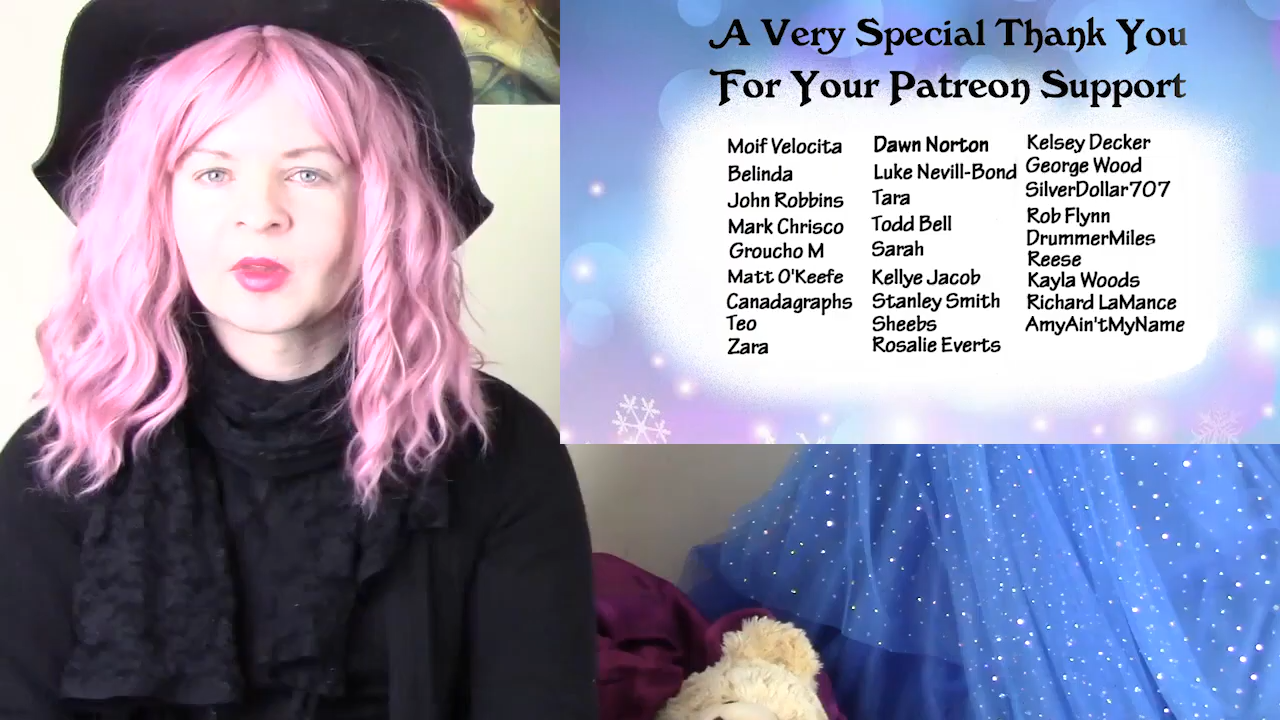 A Very Special Thank You
For Your Patreon Support
Moif Velocita
Belinda
John Robbins
Mark Chrisco
Groucho M
Matt O'Keefe
Canadagraphs
Teo
Zara
Dawn Norton
Luke Nevill-Bond
Tara
Todd Bell
Sarah
Kellye Jacob
Stanley Smith
Sheebs
Rosalie Everts
Kelsey Decker
George Wood
SilverDollar707
Rob Flynn
DrummerMiles
Reese
Kayla Woods
Richard LaMance
AmyAin'tMyName